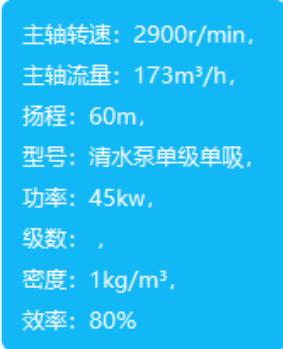 主轴转速：2900r/min，
主轴流量：173m³/h，
扬程：60m，
型号：清水泵单级单吸，
功率：45kw，
级数： ，
密度：1kg/m³，
效率：80%